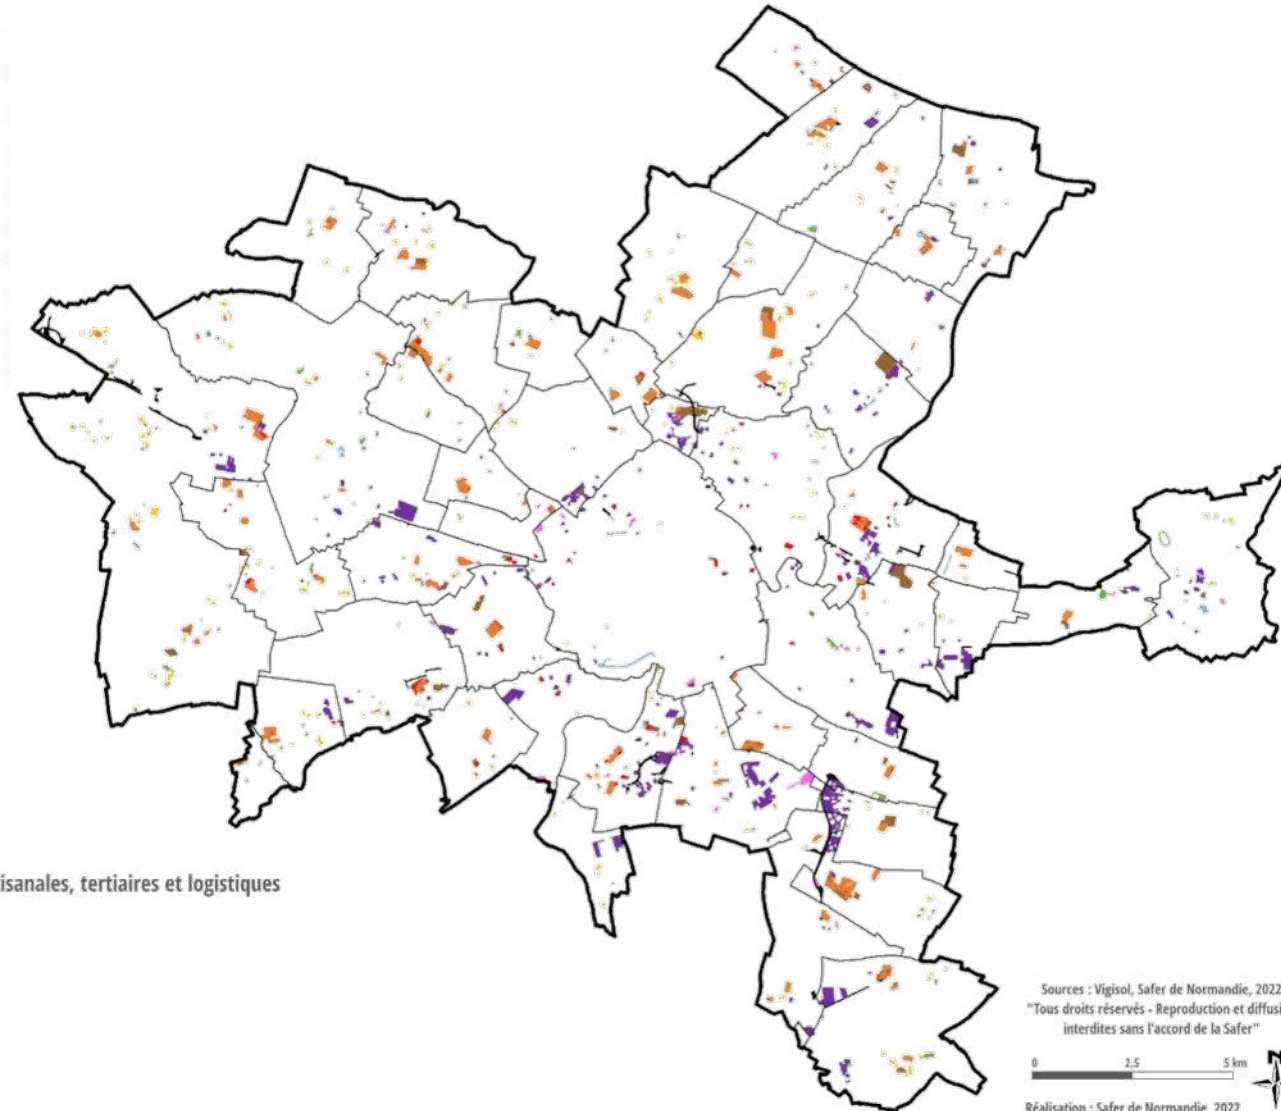 isanales, tertiaires et logistiques
Sources : Vigisol, Safer de Normandie, 2022
"Tous droits réservés - Reproduction et diffusi
interdites sans l'accord de la Safer"
0 2,5 5 km
N
Réalisation : Safer de Normandie, 2022